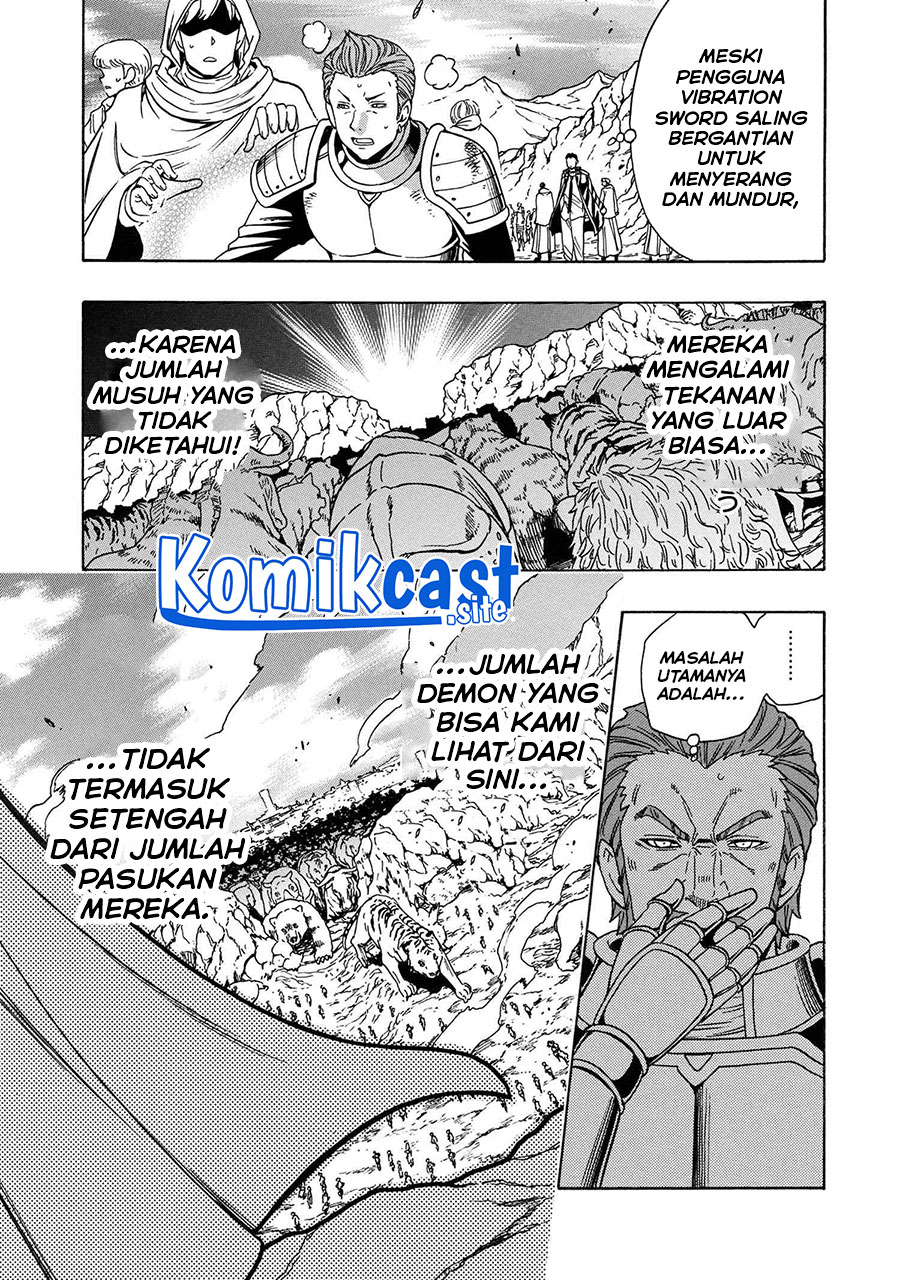 MESKI
PENGGUNA
VIBRATION
SWORD SALING
BERGANTIAN
UNTUK
MENYERANG
DAN MUNDUR,
MEREKA
MENGALAMI
TEKANAN
YANG LUAR
BIASA...
...KARENA
JUMLAH
MUSUH YANG
TIDAK
DIKETAHUI!
っ
Komikcast
.site
MASALAH
UTAMANYA
ADALAH...
...JUMLAH
DEMON YANG
BISA KAMI
LIHAT DARI
SINI...
...TIDAK
TERMASUK
SETENGAH
DARI JUMLAH
PASUKAN
MEREKA.